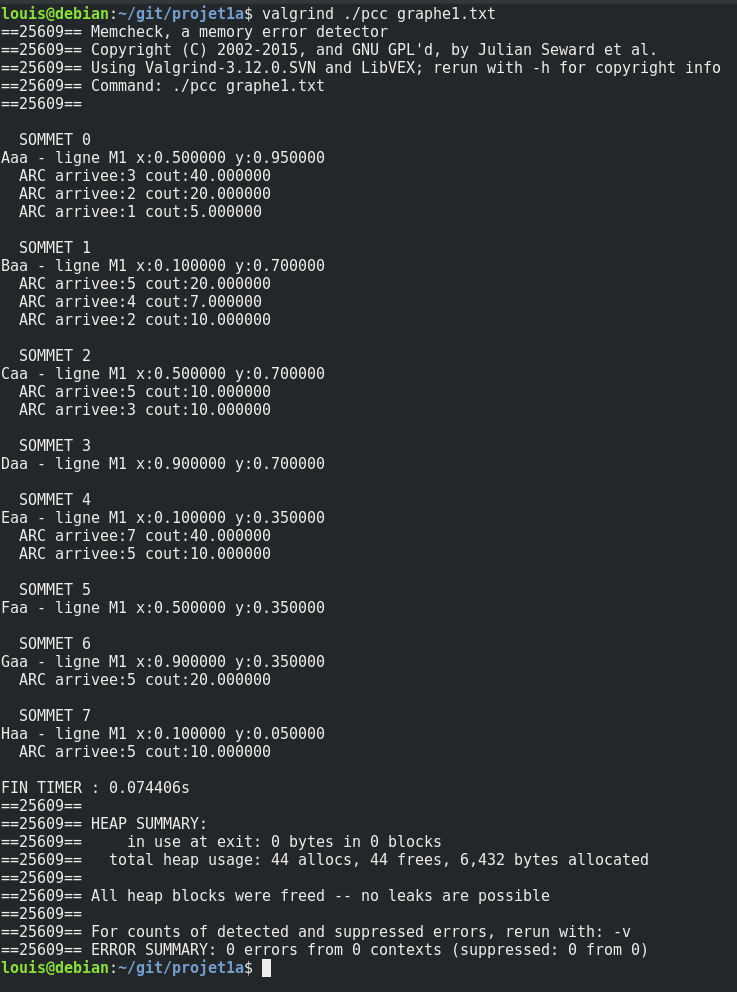 louis@debian:~/git/projet1a$ valgrind ./pcc graphe1.txt
==25609== Memcheck, a memory error detector
==25609== Copyright (C) 2002-2015, and GNU GPL'd, by Julian Seward et al.
==25609== Using Valgrind-3.12.0.SVN and LibVEX; rerun with -h for copyright info
==25609== Command: ./pcc graphe1.txt
==25609==

  SOMMET 0
Aaa - ligne M1 x:0.500000 y:0.950000
  ARC arrivee:3 cout:40.000000
  ARC arrivee:2 cout:20.000000
  ARC arrivee:1 cout:5.000000

  SOMMET 1
Baa - ligne M1 x:0.100000 y:0.700000
  ARC arrivee:5 cout:20.000000
  ARC arrivee:4 cout:7.000000
  ARC arrivee:2 cout:10.000000

  SOMMET 2
Caa - ligne M1 x:0.500000 y:0.700000
  ARC arrivee:5 cout:10.000000
  ARC arrivee:3 cout:10.000000

  SOMMET 3
Daa - ligne M1 x:0.900000 y:0.700000

  SOMMET 4
Eaa - ligne M1 x:0.100000 y:0.350000
  ARC arrivee:7 cout:40.000000
  ARC arrivee:5 cout:10.000000

  SOMMET 5
Faa - ligne M1 x:0.500000 y:0.350000

  SOMMET 6
Gaa - ligne M1 x:0.900000 y:0.350000
  ARC arrivee:5 cout:20.000000

  SOMMET 7
Haa - ligne M1 x:0.100000 y:0.050000
  ARC arrivee:5 cout:10.000000

FIN TIMER : 0.074406s
==25609==
==25609== HEAP SUMMARY:
==25609==     in use at exit: 0 bytes in 0 blocks
==25609==   total heap usage: 44 allocs, 44 frees, 6,432 bytes allocated
==25609==
==25609== All heap blocks were freed -- no leaks are possible
==25609==
==25609== For counts of detected and suppressed errors, rerun with: -v
==25609== ERROR SUMMARY: 0 errors from 0 contexts (suppressed: 0 from 0)
louis@debian:~/git/projet1a$